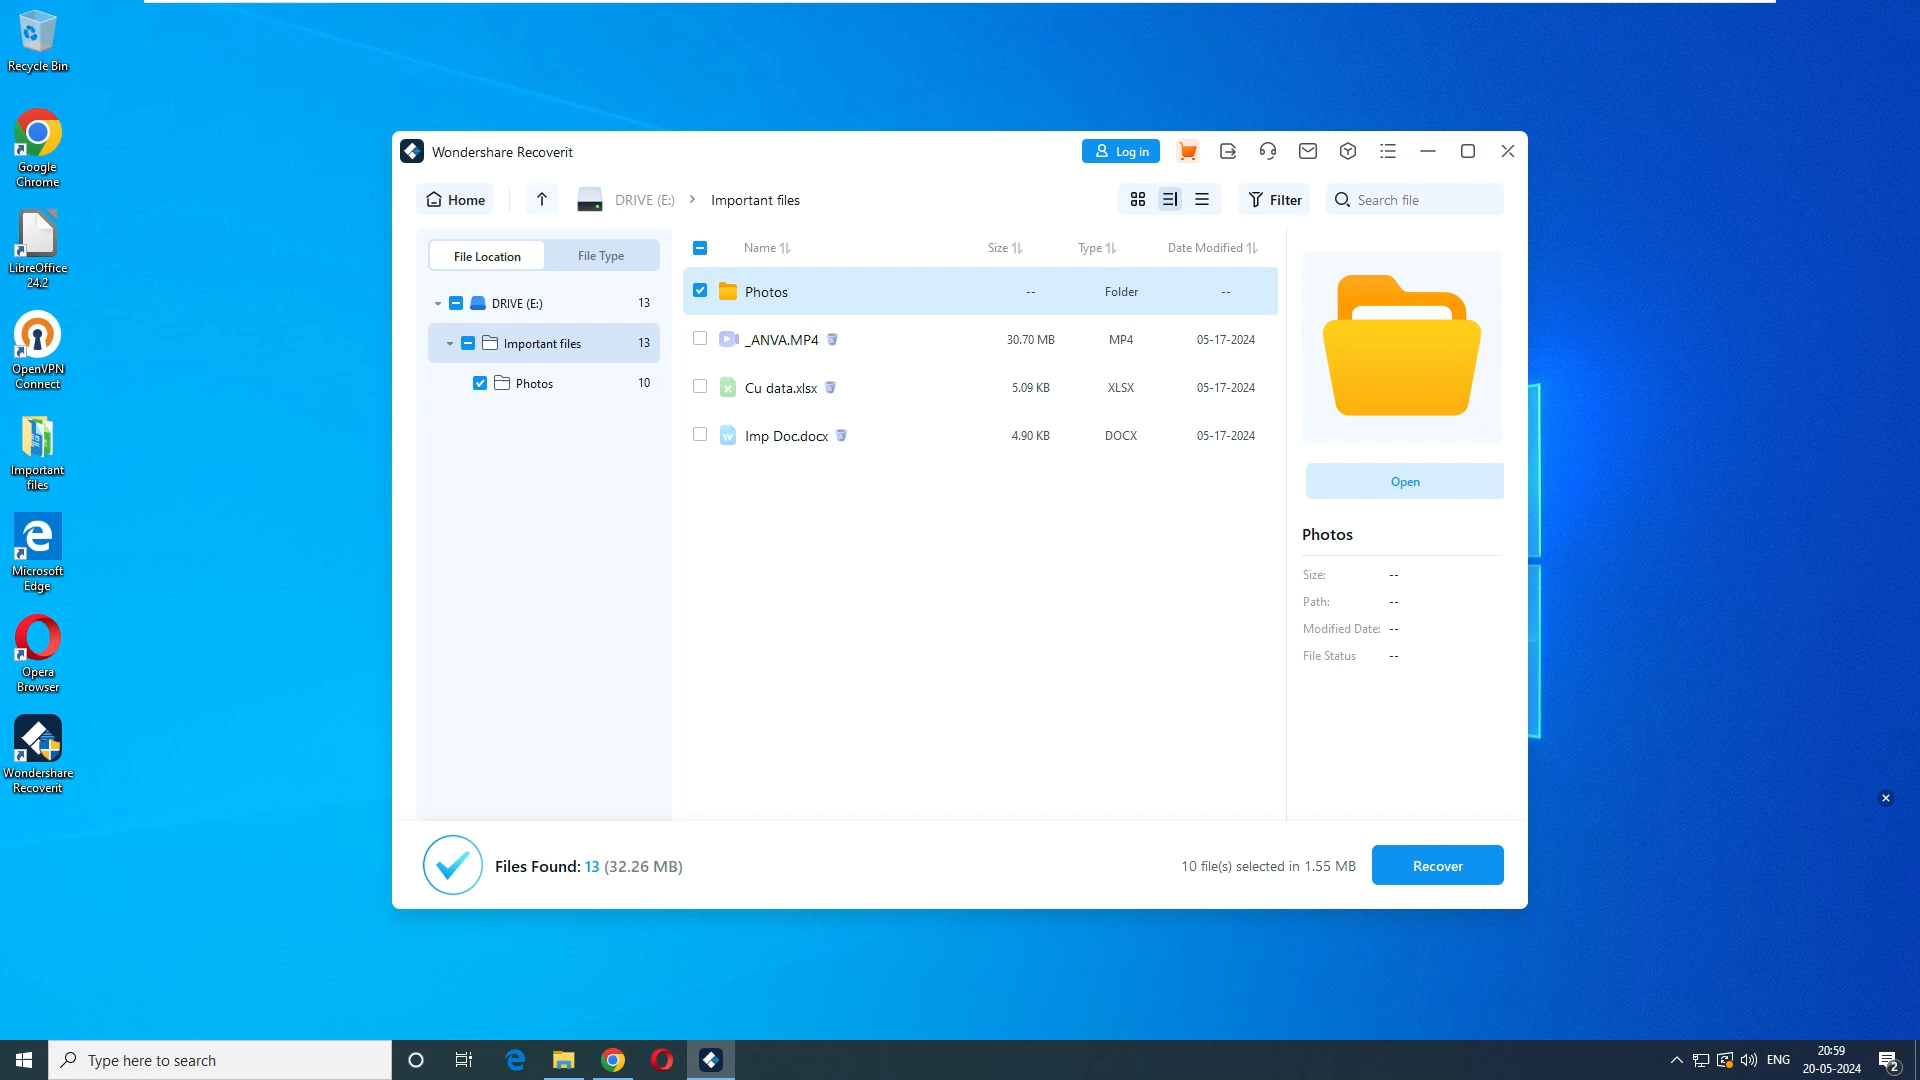 Recycle Bin
Google
Chrome
LibreOffice
24.2
OpenVPN
Connect
Important
files
Microsoft
Edge
Opera
Browser
Wondershare
Recoverit
Wondershare Recoverit
Log in
Home
DRIVE (E:)
Important files
Filter
Search file
File Location
File Type
DRIVE (E:) 13
Important files 13
Photos 10
Name Size Type Date Modified
Photos -- Folder --
_ANVA.MP4 30.70 MB MP4 05-17-2024
Cu data.xlsx 5.09 KB XLSX 05-17-2024
Imp Doc.docx 4.90 KB DOCX 05-17-2024
Open
Photos
Size: --
Path: --
Modified Date: --
File Status --
Files Found: 13 (32.26 MB)
10 file(s) selected in 1.55 MB
Recover
Type here to search
ENG
20:59
20-05-2024
2